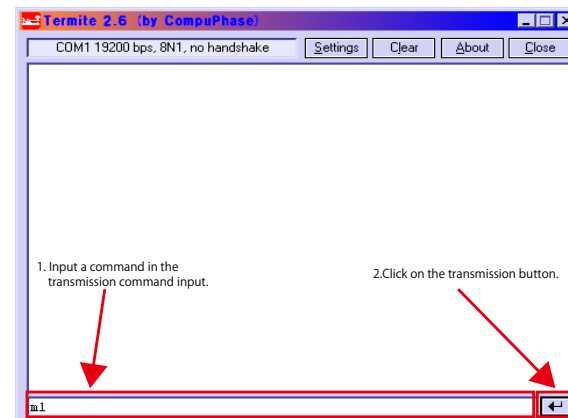 Termite 2.6 (by CompuPhase)
COM1 19200 bps, 8N1, no handshake
Settings
Clear
About
Close
1. Input a command in the
transmission command input.
2.Click on the transmission button.
m1